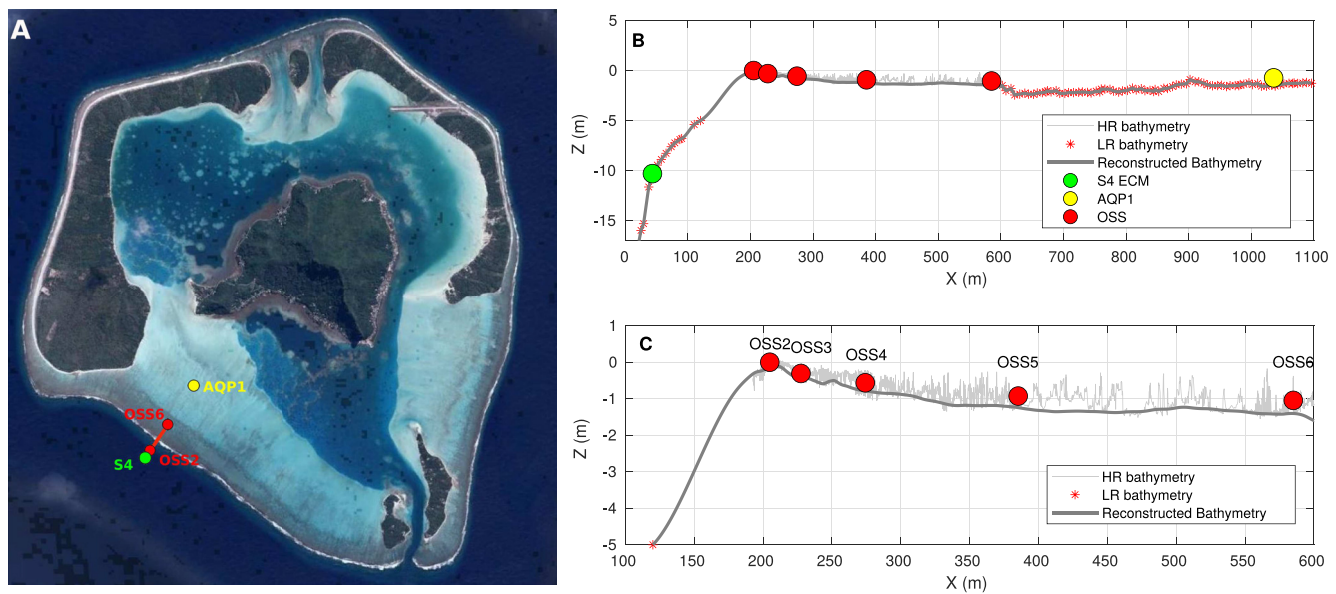 A
AQP1
OSS6
OSS2
S4
B
5
0
-5
-10
-15
Z (m)
0 100 200 300 400 500 600 700 800 900 1000 1100
X (m)
HR bathymetry
LR bathymetry
Reconstructed Bathymetry
S4 ECM
AQP1
OSS
C
1
0
-1
-2
-3
-4
-5
Z (m)
OSS2 OSS3
OSS4
OSS5
OSS6
100 150 200 250 300 350 400 450 500 550 600
X (m)
HR bathymetry
LR bathymetry
Reconstructed Bathymetry